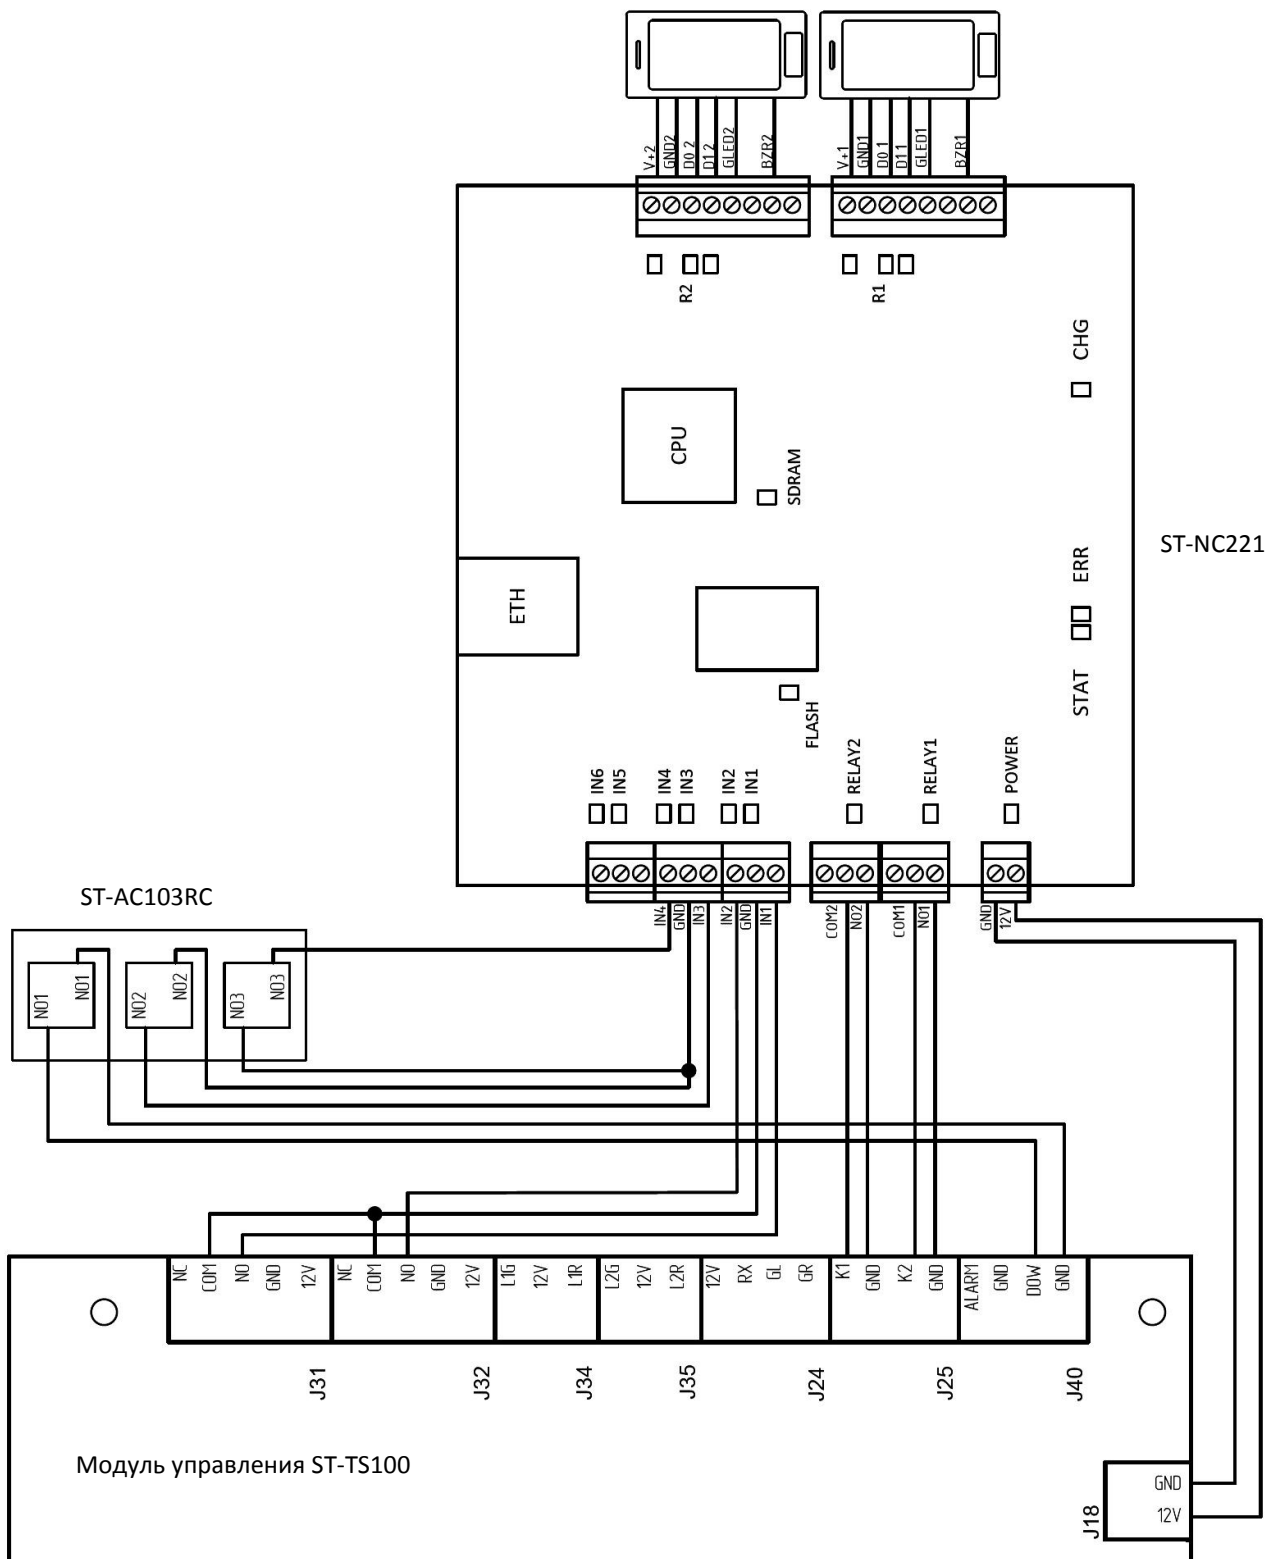 V+2
GND2
D0 2
D1 2
GLED2
BZR2
V+1
GND1
D0 1
D1 1
GLED1
BZR1
R2
R1
CHG
CPU
SDRAM
ST-NC221
ETH
ERR
STAT
FLASH
IN6
IN5
IN4
IN3
IN2
IN1
RELAY2
RELAY1
POWER
ST-AC103RC
IN4
GND
IN3
IN2
GND
IN1
COM2
NO2
COM1
NO1
GND
12V
NO1
NO1
NO2
NO2
NO3
NO3
NC
COM
NO
GND
12V
NC
COM
NO
GND
12V
L1G
12V
L1R
L2G
12V
L2R
12V
RX
GL
GR
K1
GND
K2
GND
ALARM
GND
DOW
GND
J31
J32
J34
J35
J24
J25
J40
Модуль управления ST-TS100
GND
12V
J18